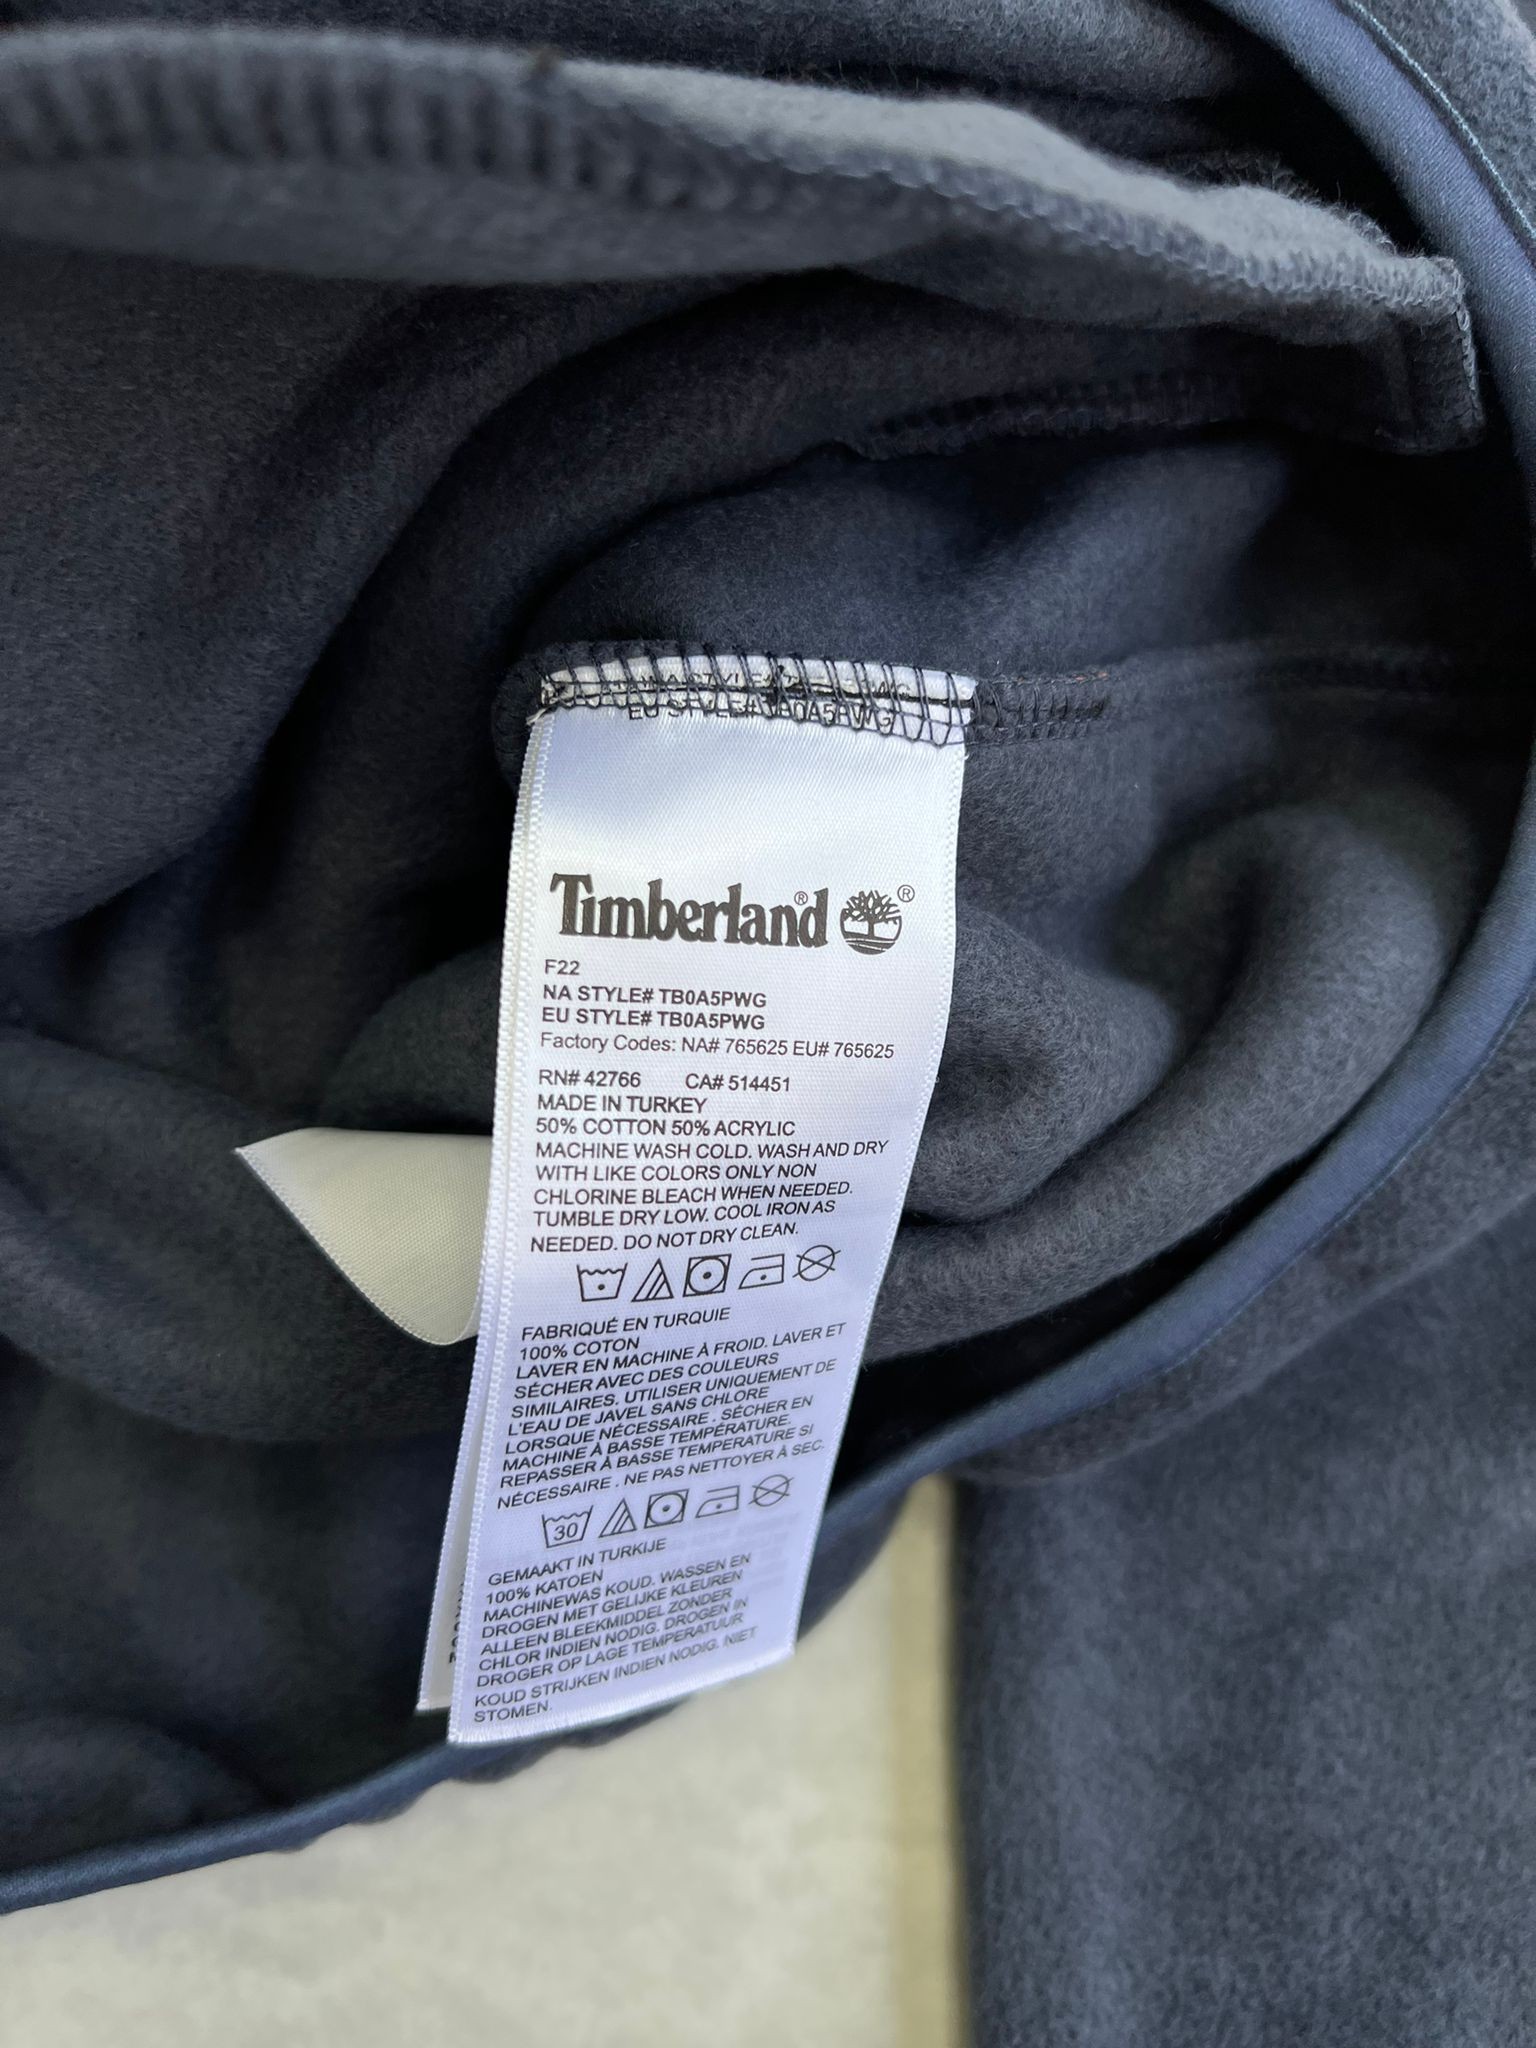 EU STYLE# TB0A5PWG
Timberland® ®
F22
NA STYLE# TB0A5PWG
EU STYLE# TB0A5PWG
Factory Codes: NA# 765625 EU# 765625
RN# 42766 CA# 514451
MADE IN TURKEY
50% COTTON 50% ACRYLIC
MACHINE WASH COLD. WASH AND DRY
WITH LIKE COLORS ONLY NON
CHLORINE BLEACH WHEN NEEDED.
TUMBLE DRY LOW. COOL IRON AS
NEEDED. DO NOT DRY CLEAN.
FABRIQUÉ EN TURQUIE
100% COTON
LAVER EN MACHINE À FROID. LAVER ET
SÉCHER AVEC DES COULEURS
SIMILAIRES. UTILISER UNIQUEMENT DE
L'EAU DE JAVEL SANS CHLORE
LORSQUE NÉCESSAIRE . SÉCHER EN
MACHINE À BASSE TEMPÉRATURE.
REPASSER À BASSE TEMPERATURE SI
NÉCESSAIRE . NE PAS NETTOYER À SEC.
30
GEMAAKT IN TURKIJE
100% KATOEN
MACHINEWAS KOUD. WASSEN EN
DROGEN MET GELIJKE KLEUREN
ALLEEN BLEEKMIDDEL ZONDER
CHLOR INDIEN NODIG. DROGEN IN
DROGER OP LAGE TEMPERATUUR
KOUD STRIJKEN INDIEN NODIG. NIET
STOMEN.